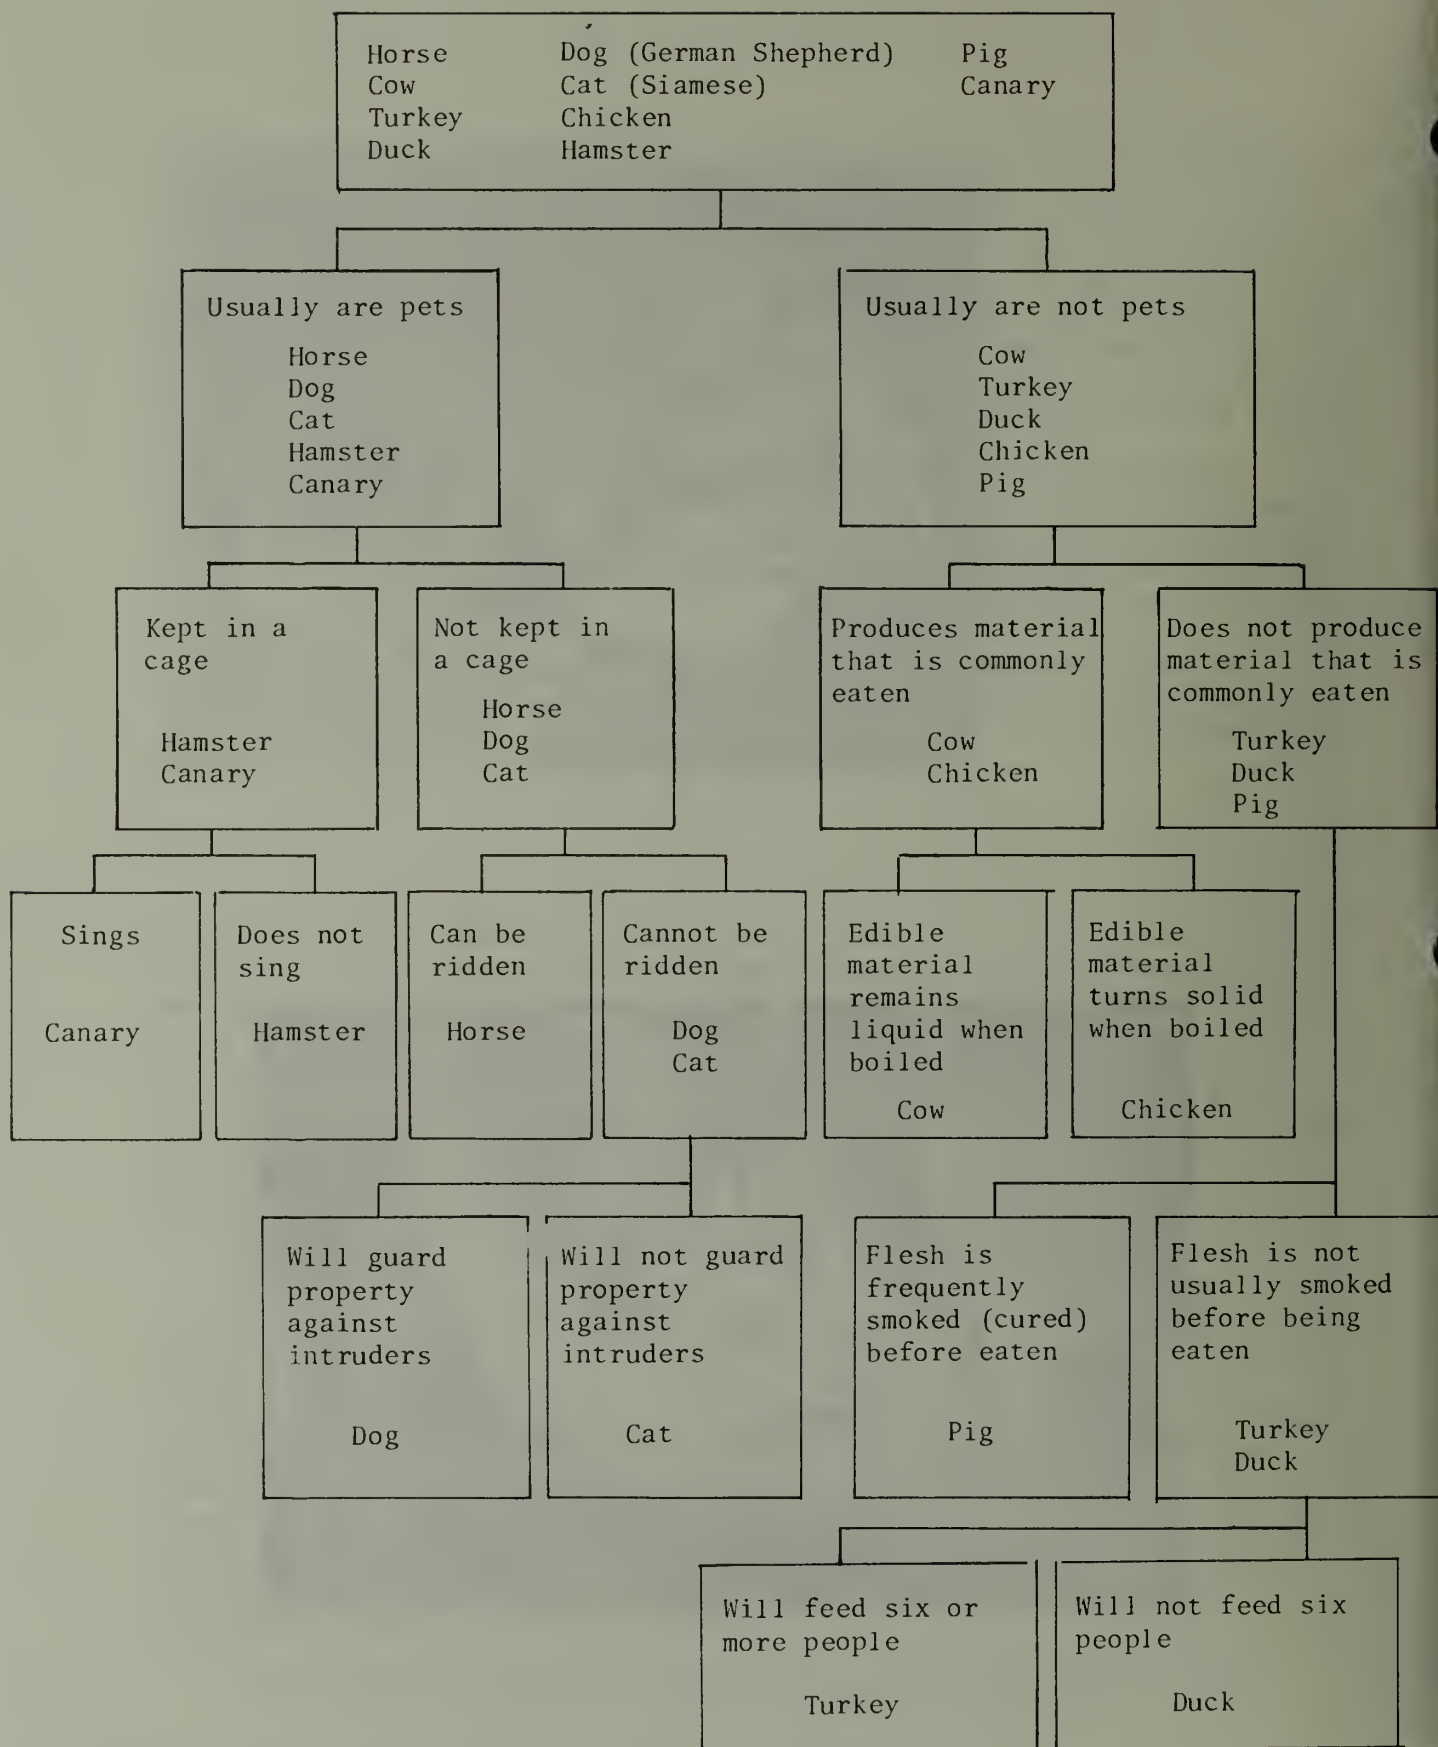 Horse Dog (German Shepherd) Pig
Cow Cat (Siamese) Canary
Turkey Chicken
Duck Hamster
Usually are pets
Horse
Dog
Cat
Hamster
Canary
Usually are not pets
Cow
Turkey
Duck
Chicken
Pig
Kept in a
cage
Hamster
Canary
Not kept in
a cage
Horse
Dog
Cat
Produces material
that is commonly
eaten
Cow
Chicken
Does not produce
material that is
commonly eaten
Turkey
Duck
Pig
Sings
Canary
Does not
sing
Hamster
Can be
ridden
Horse
Cannot be
ridden
Dog
Cat
Edible
material
remains
liquid when
boiled
Cow
Edible
material
turns solid
when boiled
Chicken
Will guard
property
against
intruders
Dog
Will not guard
property
against
intruders
Cat
Flesh is
frequently
smoked (cured)
before eaten
Pig
Flesh is not
usually smoked
before being
eaten
Turkey
Duck
Will feed six or
more people
Turkey
Will not feed six
people
Duck